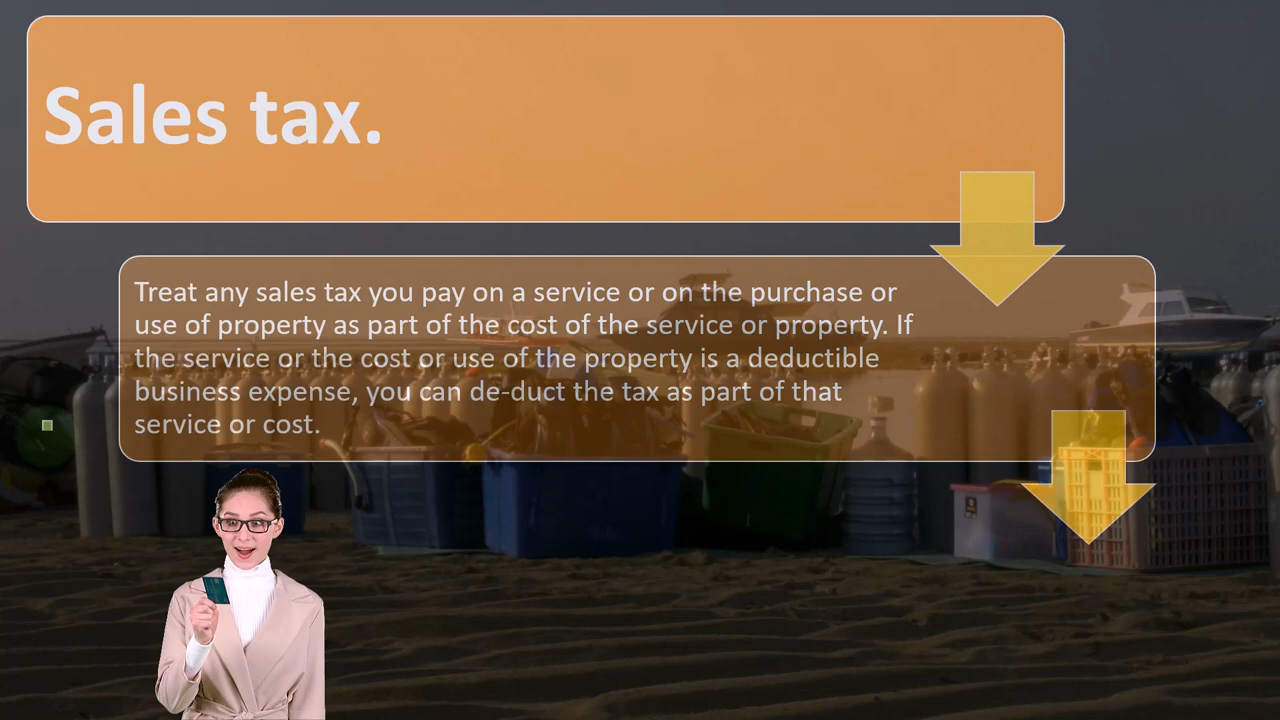 Sales tax.
Treat any sales tax you pay on a service or on the purchase or
use of property as part of the cost of the service or property. If
the service or the cost or use of the property is a deductible
business expense, you can de-duct the tax as part of that
service or cost.